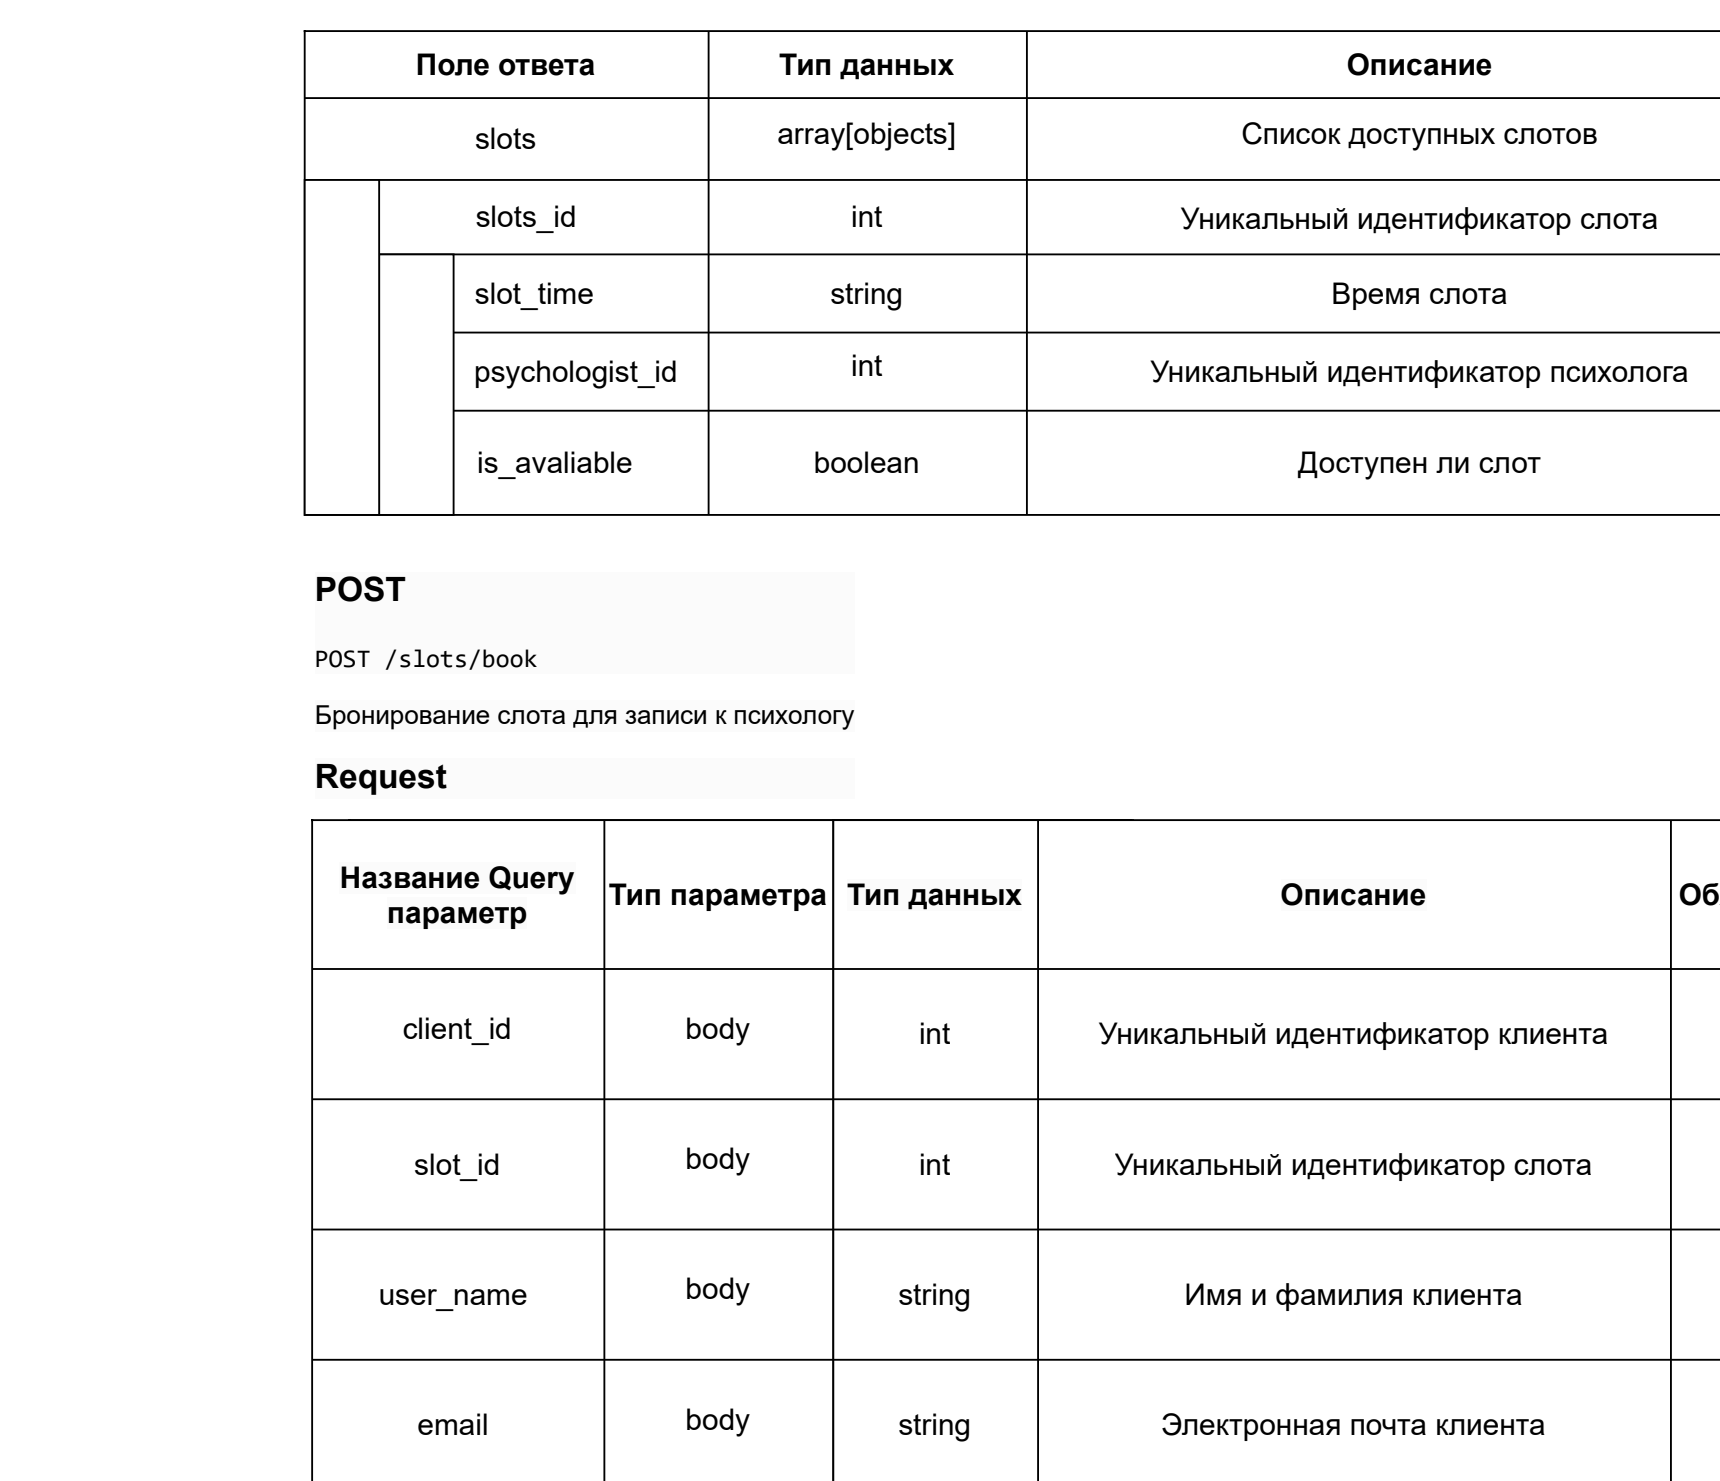 Поле ответа Тип данных Описание
slots array[objects] Список доступных слотов
slots_id int Уникальный идентификатор слота
slot_time string Время слота
psychologist_id int Уникальный идентификатор психолога
is_avaliable boolean Доступен ли слот
POST
POST /slots/book
Бронирование слота для записи к психологу
Request
Название Query
параметр Тип параметра Тип данных Описание Об
client_id body int Уникальный идентификатор клиента
slot_id body int Уникальный идентификатор слота
user_name body string Имя и фамилия клиента
email body string Электронная почта клиента